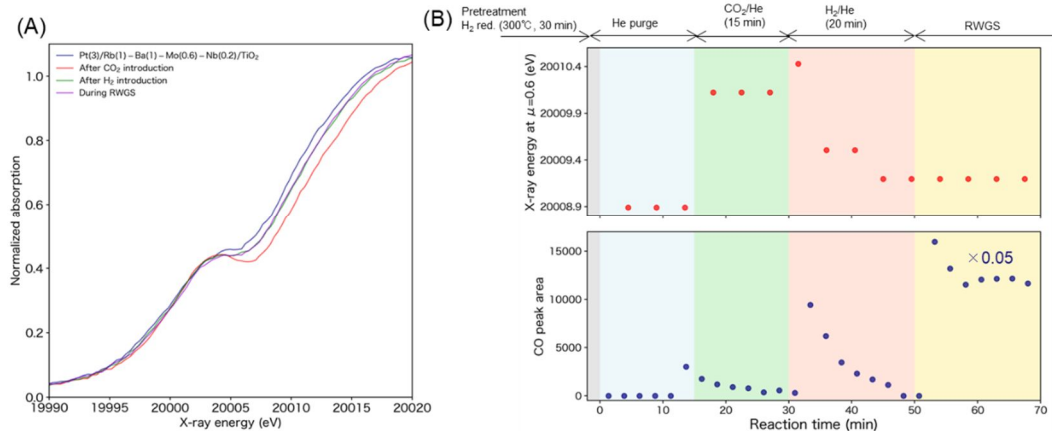 (A)
Pt(3)/Rb(1)–Ba(1)–Mo(0.6)–Nb(0.2)/TiO₂
After CO₂ introduction
After H₂ introduction
During RWGS
Normalized absorption
1.0
0.8
0.6
0.4
0.2
0.0
19990 19995 20000 20005 20010 20015 20020
X-ray energy (eV)
(B)
Pretreatment
H₂ red. (300℃, 30 min)
He purge
CO₂/He
(15 min)
H₂/He
(20 min)
RWGS
X-ray energy at μ=0.6 (eV)
20010.4
20009.9
20009.4
20008.9
CO peak area
15000
10000
5000
0
× 0.05
0 10 20 30 40 50 60 70
Reaction time (min)